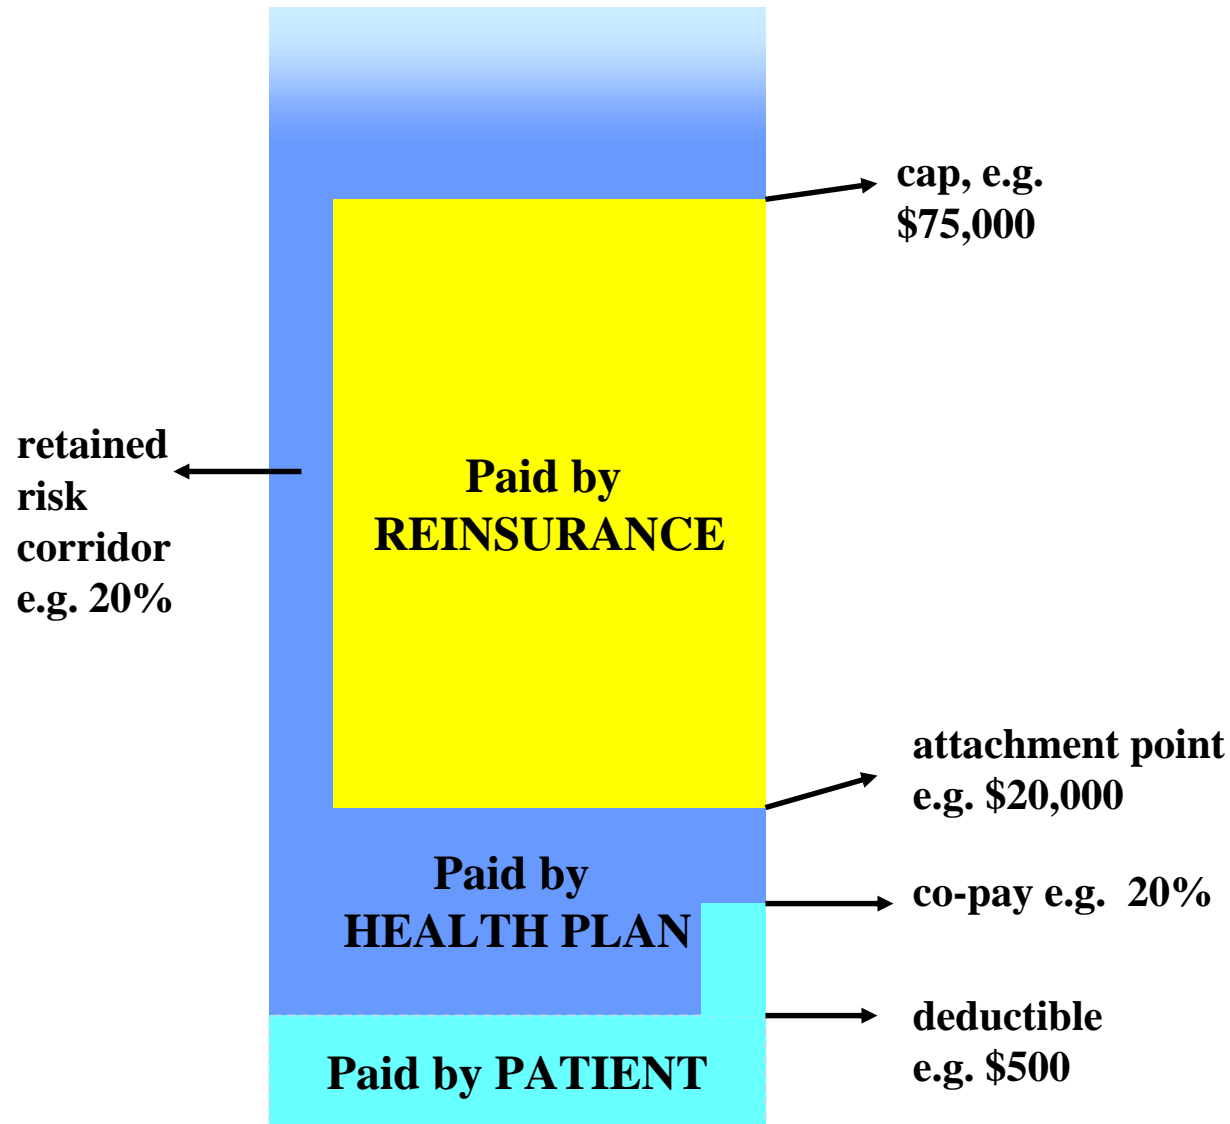 cap, e.g.
$75,000
retained
risk
corridor
e.g. 20%
Paid by
REINSURANCE
attachment point
e.g. $20,000
Paid by
HEALTH PLAN
co-pay e.g.  20%
deductible
e.g. $500
Paid by PATIENT